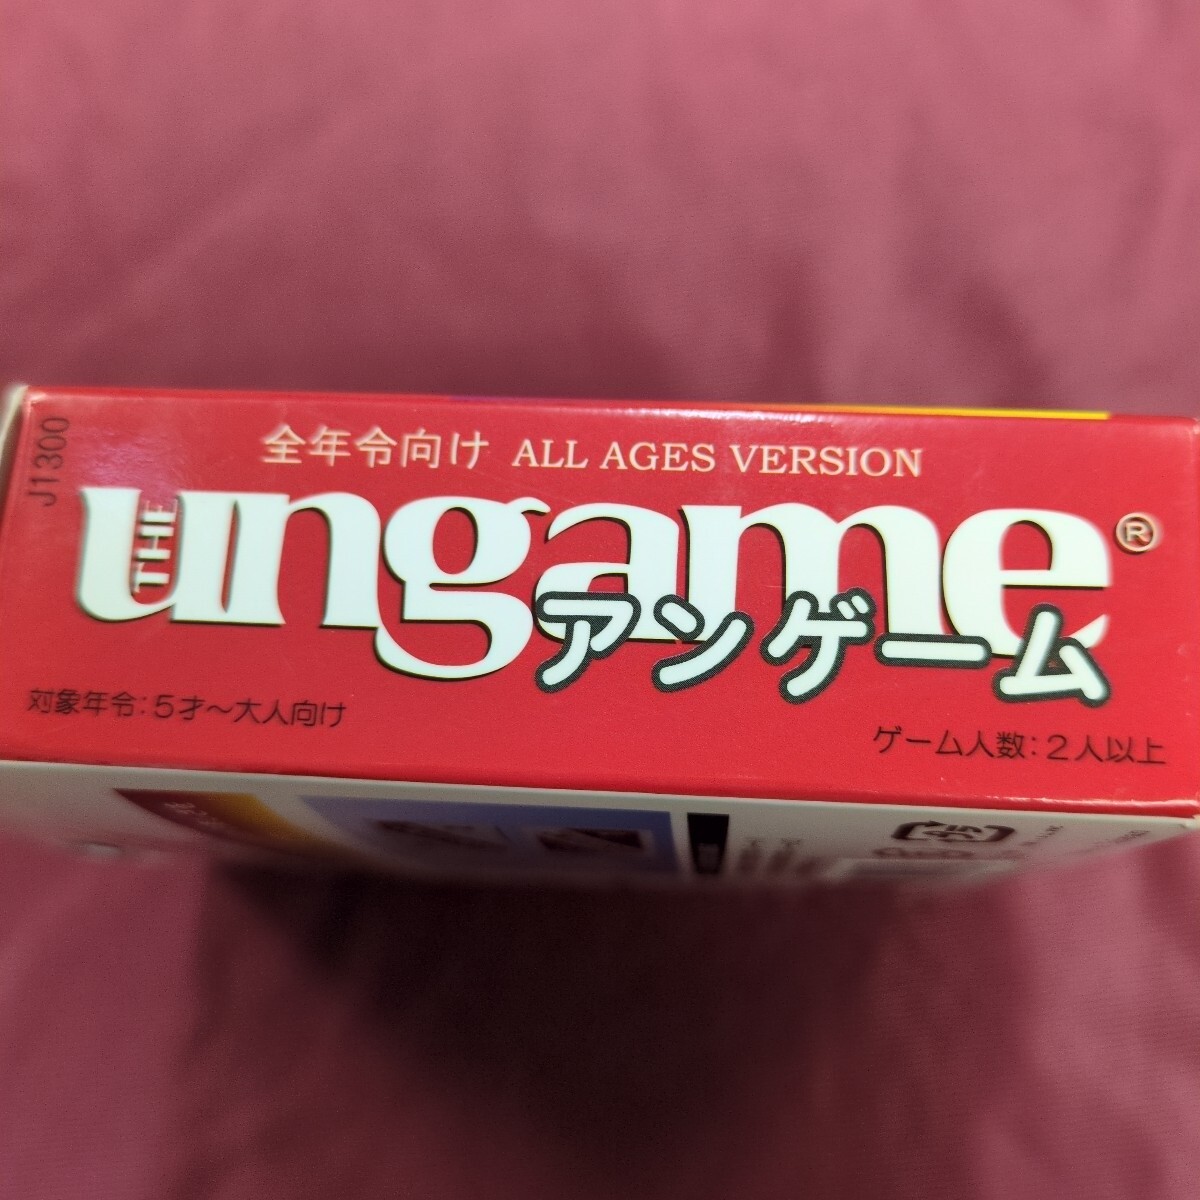 J1300
全年令向け ALL AGES VERSION
THE
ungame®
アンゲーム
対象年令:5才〜大人向け
ゲーム人数:2人以上